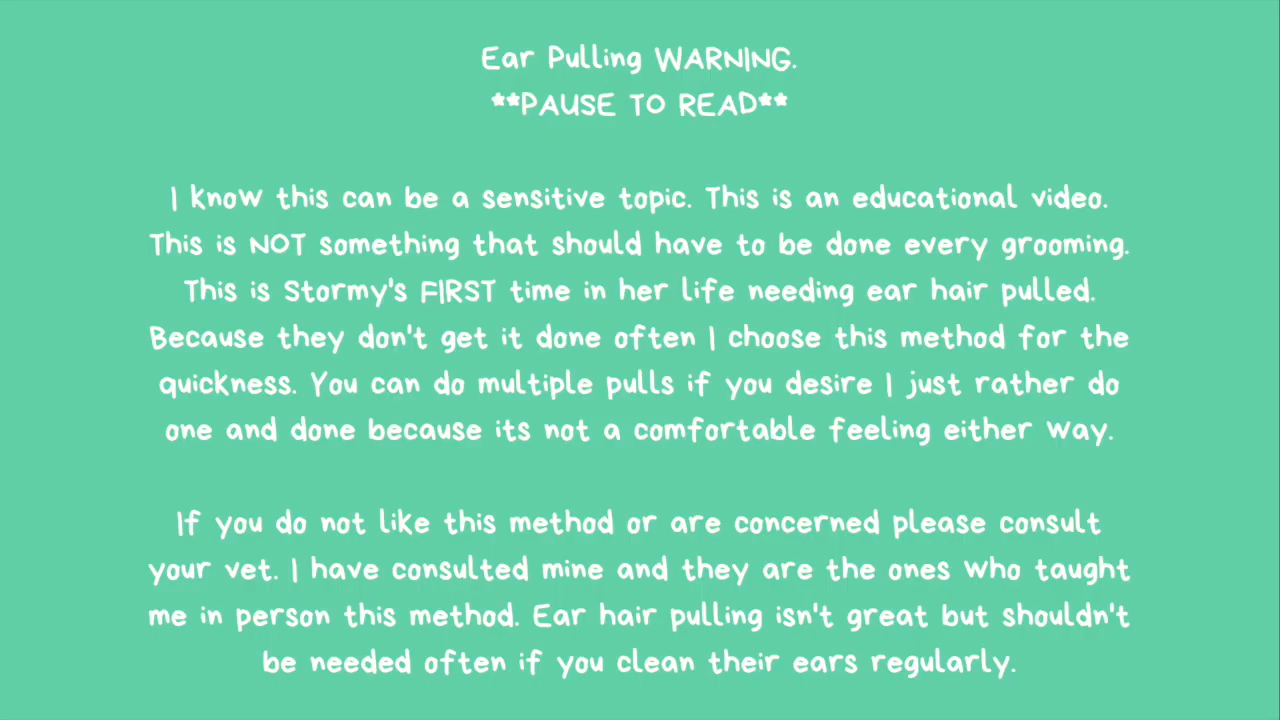 Ear Pulling WARNING.
**PAUSE TO READ**
I know this can be a sensitive topic. This is an educational video.
This is NOT something that should have to be done every grooming.
This is Stormy's FIRST time in her life needing ear hair pulled.
Because they don't get it done often I choose this method for the
quickness. You can do multiple pulls if you desire I just rather do
one and done because its not a comfortable feeling either way.
If you do not like this method or are concerned please consult
your vet. I have consulted mine and they are the ones who taught
me in person this method. Ear hair pulling isn't great but shouldn't
be needed often if you clean their ears regularly.